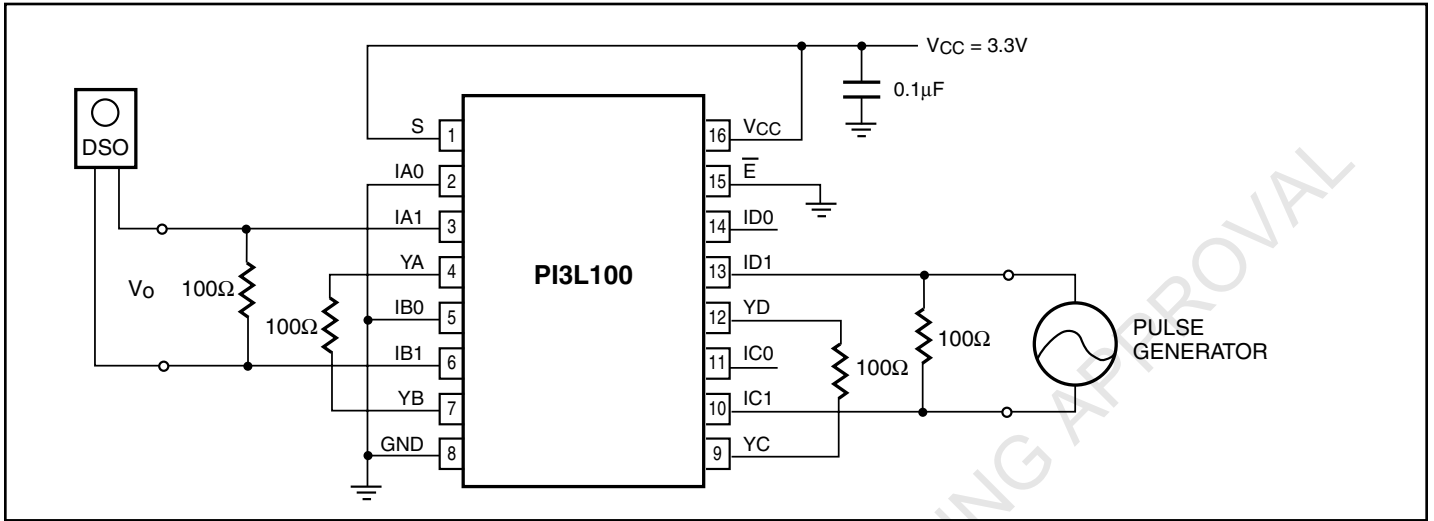 VCC = 3.3V
0.1µF
DSO
S
1
IA0
2
IA1
3
YA
4
IB0
5
IB1
6
YB
7
GND
8
PI3L100
16
VCC
15
E
14
ID0
13
ID1
12
YD
11
IC0
10
IC1
9
YC
VO
100Ω
100Ω
100Ω
100Ω
PULSE
GENERATOR
ING APPROVAL